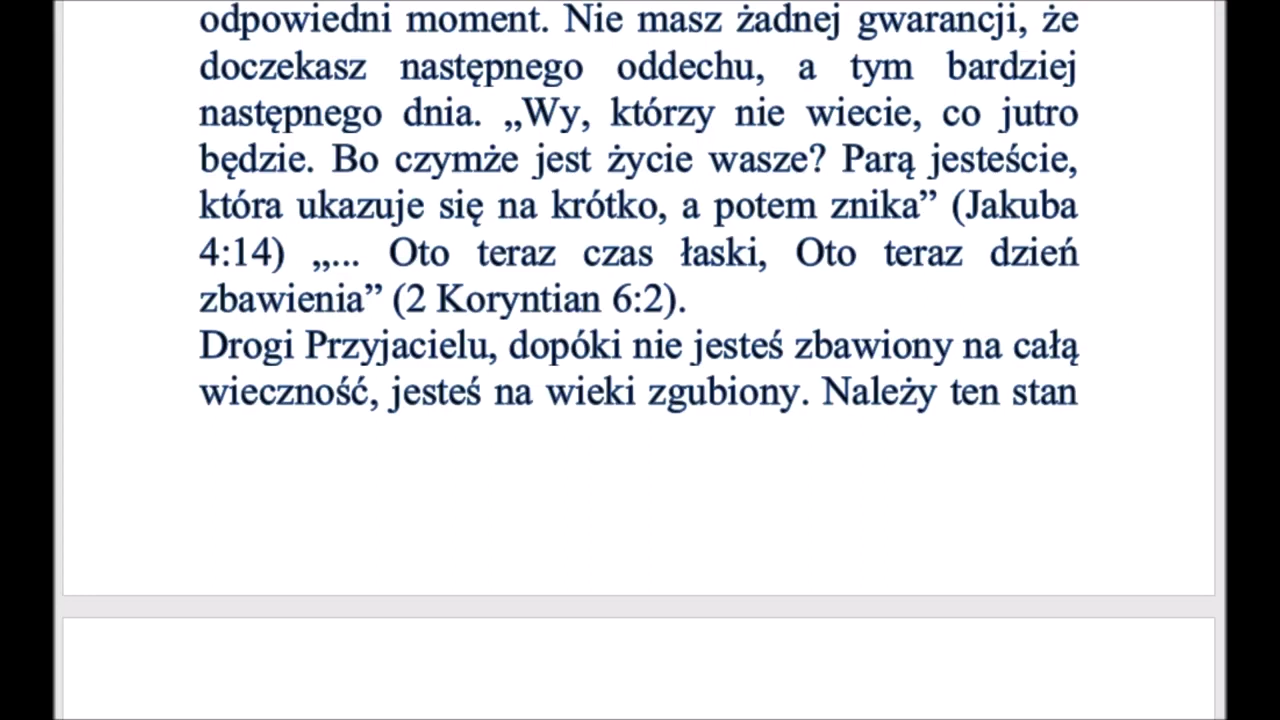 odpowiedni moment. Nie masz żadnej gwarancji, że
doczekasz następnego oddechu, a tym bardziej
następnego dnia. „Wy, którzy nie wiecie, co jutro
będzie. Bo czymże jest życie wasze? Parą jesteście,
która ukazuje się na krótko, a potem znika” (Jakuba
4:14) „... Oto teraz czas łaski, Oto teraz dzień
zbawienia” (2 Koryntian 6:2).
Drogi Przyjacielu, dopóki nie jesteś zbawiony na całą
wieczność, jesteś na wieki zgubiony. Należy ten stan